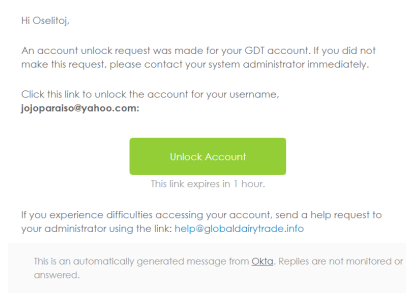 Hi Oselitoj,
An account unlock request was made for your GDT account. If you did not
make this request, please contact your system administrator immediately.
Click this link to unlock the account for your username,
jojoparaiso@yahoo.com:
Unlock Account
This link expires in 1 hour.
If you experience difficulties accessing your account, send a help request to
your administrator using the link: help@globaldairytrade.info
This is an automatically generated message from Okta. Replies are not monitored or
answered.